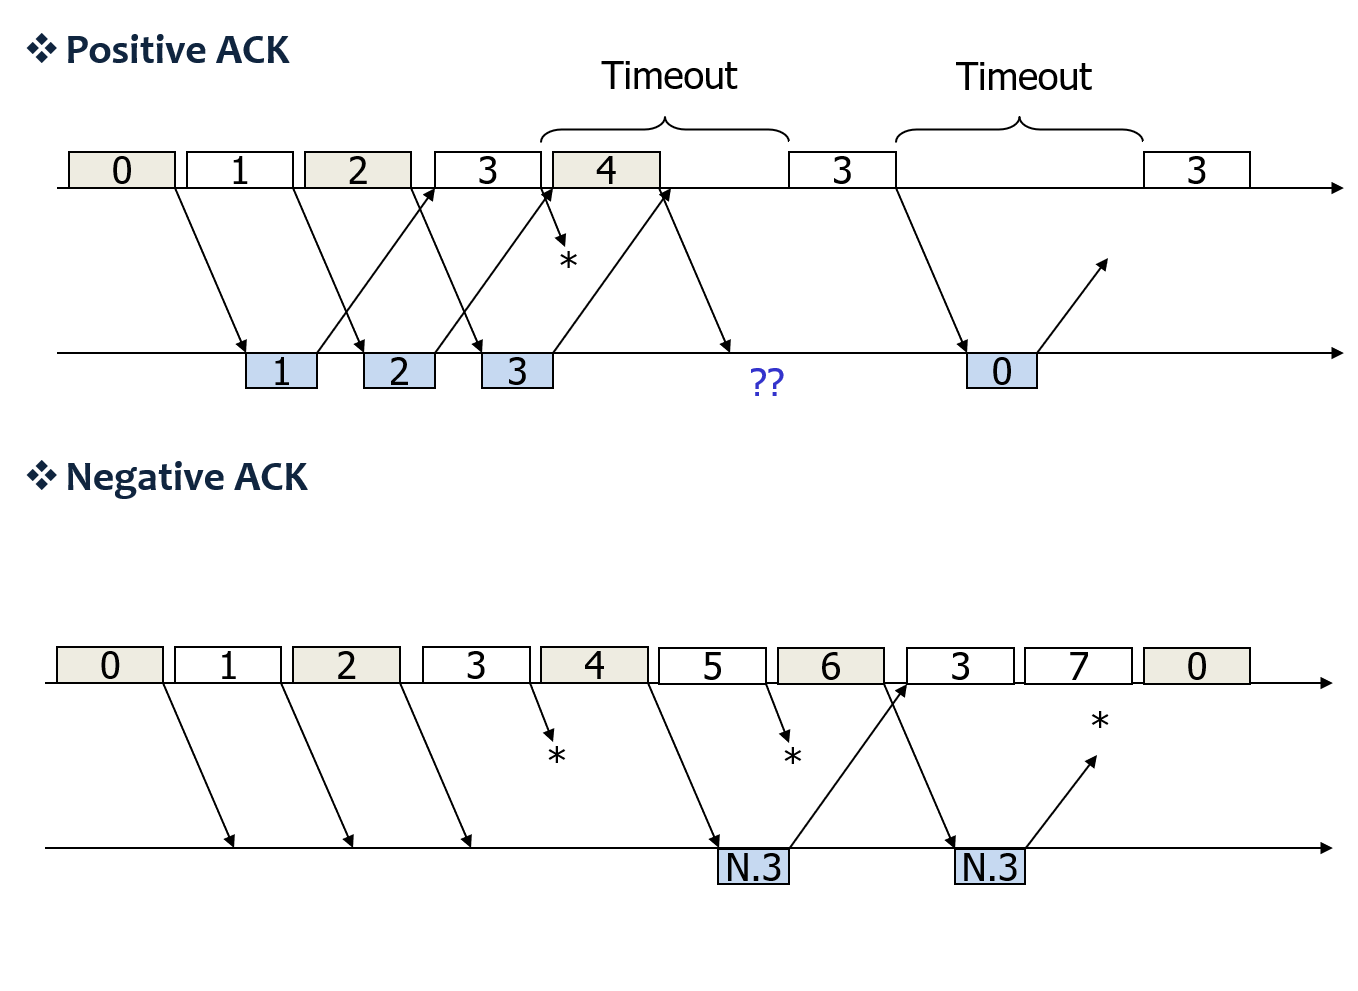 ❖ Positive ACK
Timeout Timeout
0 1 2 3 4 3 3
*
1 2 3 ?? 0
❖ Negative ACK
0 1 2 3 4 5 6 3 7 0
* * *
N.3 N.3